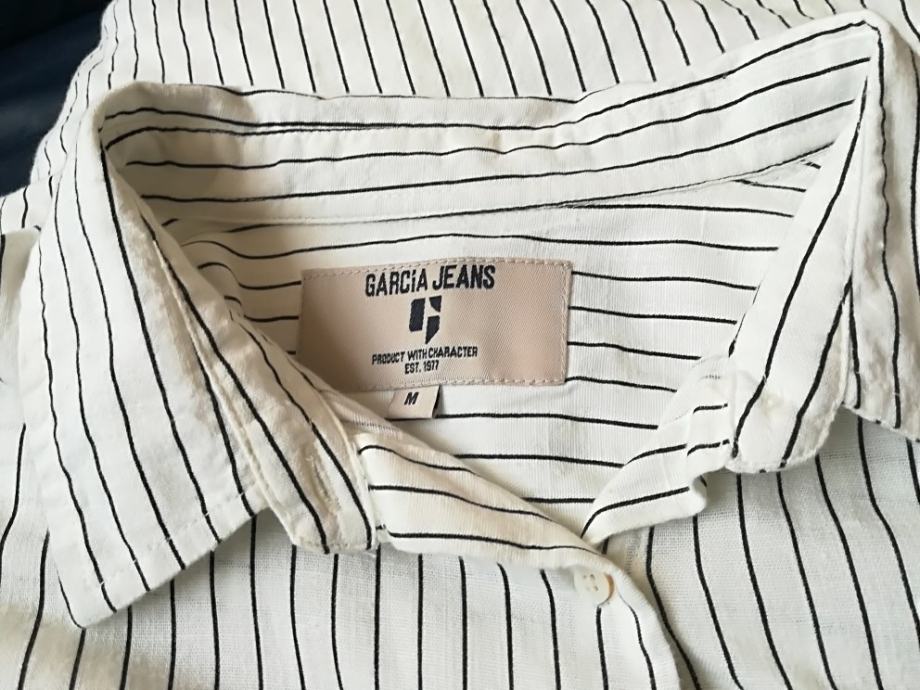 GARCiA JEANS
PRODUCT WITH CHARACTER
EST. 1977
M